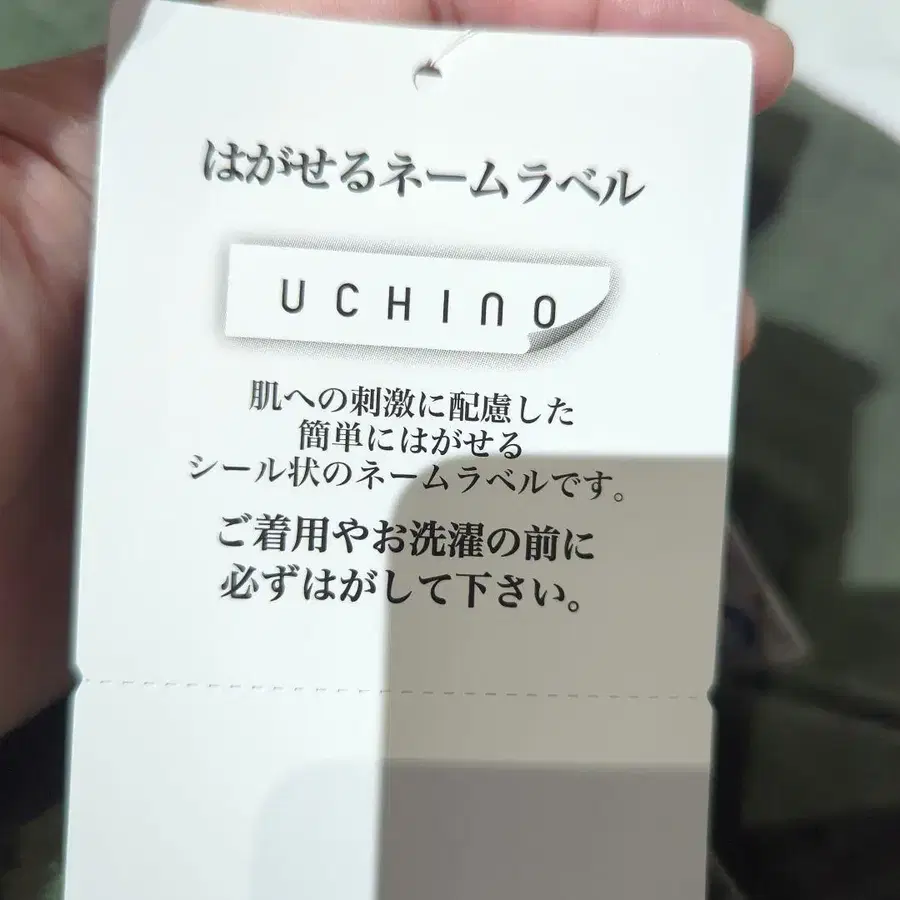 はがせるネームラベル
UCHINO
肌への刺激に配慮した
簡単にはがせる
シール状のネームラベルです。
ご着用やお洗濯の前に
必ずはがして下さい。